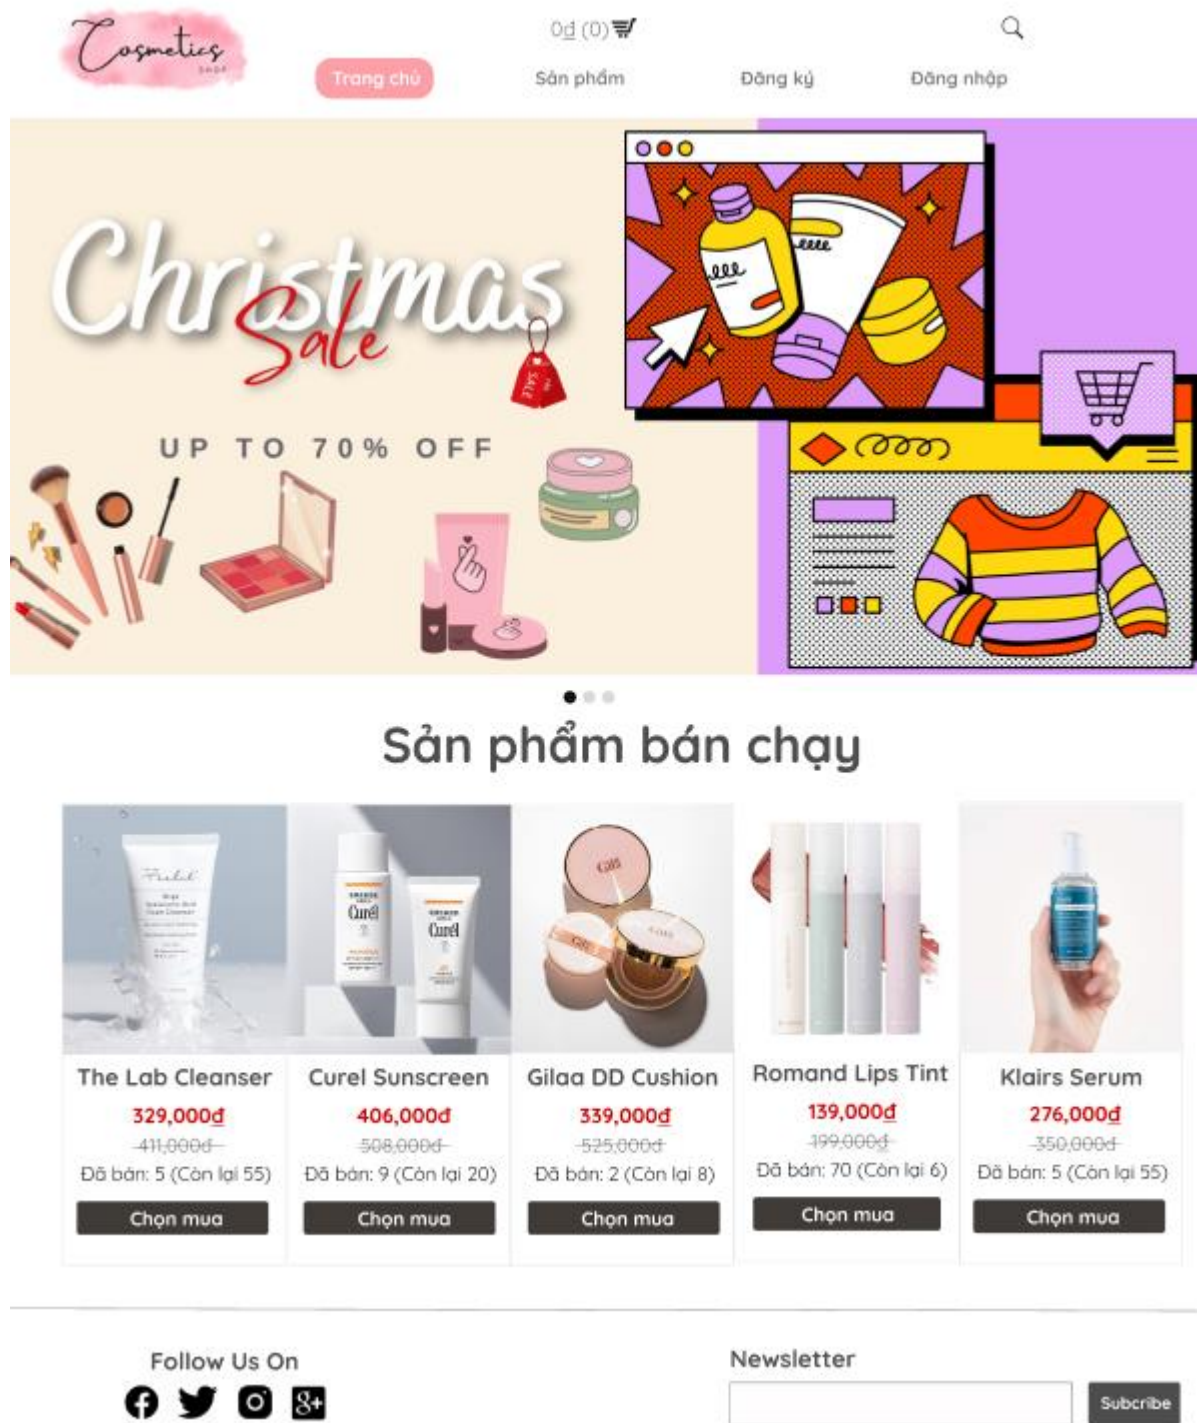 Cosmetics
SHOP
0đ (0)
Trang chủ
Sản phẩm
Đăng ký
Đăng nhập
Christmas
Sale
SALE
UP TO 70% OFF
Sản phẩm bán chạy
Curél
Curél
Gilaa
The Lab Cleanser
329,000đ
411,000đ
Đã bán: 5 (Còn lại 55)
Chọn mua
Curel Sunscreen
406,000đ
508,000đ
Đã bán: 9 (Còn lại 20)
Chọn mua
Gilaa DD Cushion
339,000đ
525,000đ
Đã bán: 2 (Còn lại 8)
Chọn mua
Romand Lips Tint
139,000đ
199,000đ
Đã bán: 70 (Còn lại 6)
Chọn mua
Klairs Serum
276,000đ
350,000đ
Đã bán: 5 (Còn lại 55)
Chọn mua
Follow Us On
Newsletter
Subcribe